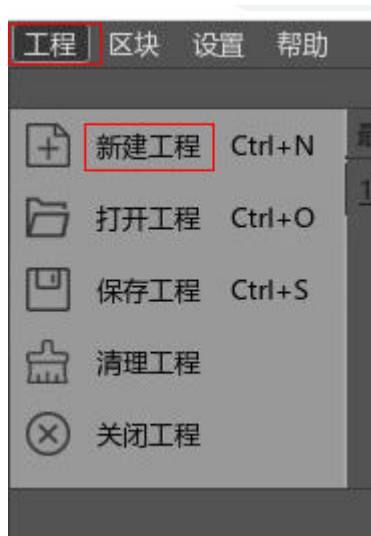 工程 区块 设置 帮助
新建工程 Ctrl+N
打开工程 Ctrl+O
保存工程 Ctrl+S
清理工程
关闭工程